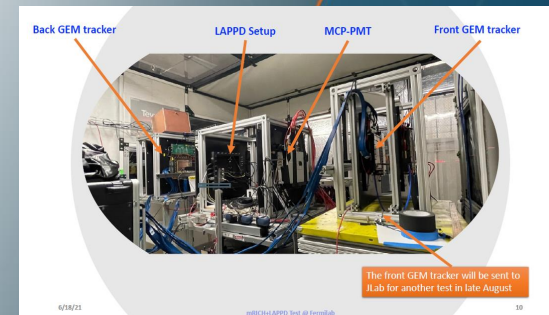 Back GEM tracker
LAPPD Setup
MCP-PMT
Front GEM tracker
The front GEM tracker will be sent to
JLab for another test in late August
6/18/21
mRICH+LAPPD Test at Fermilab
10